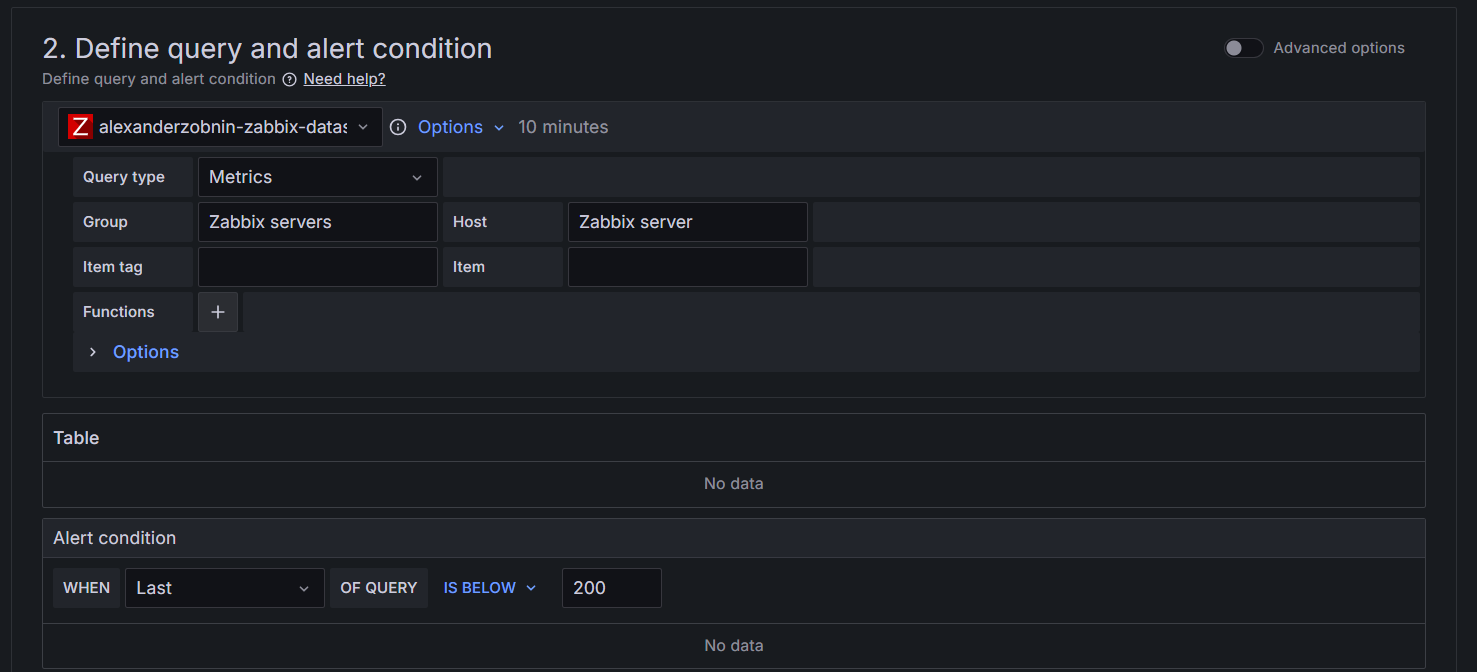 2. Define query and alert condition
Advanced options
Define query and alert condition ? Need help?
Z alexanderzobnin-zabbix-datas Options 10 minutes
Query type Metrics
Group Zabbix servers Host Zabbix server
Item tag Item
Functions +
Options
Table
No data
Alert condition
WHEN Last OF QUERY IS BELOW 200
No data